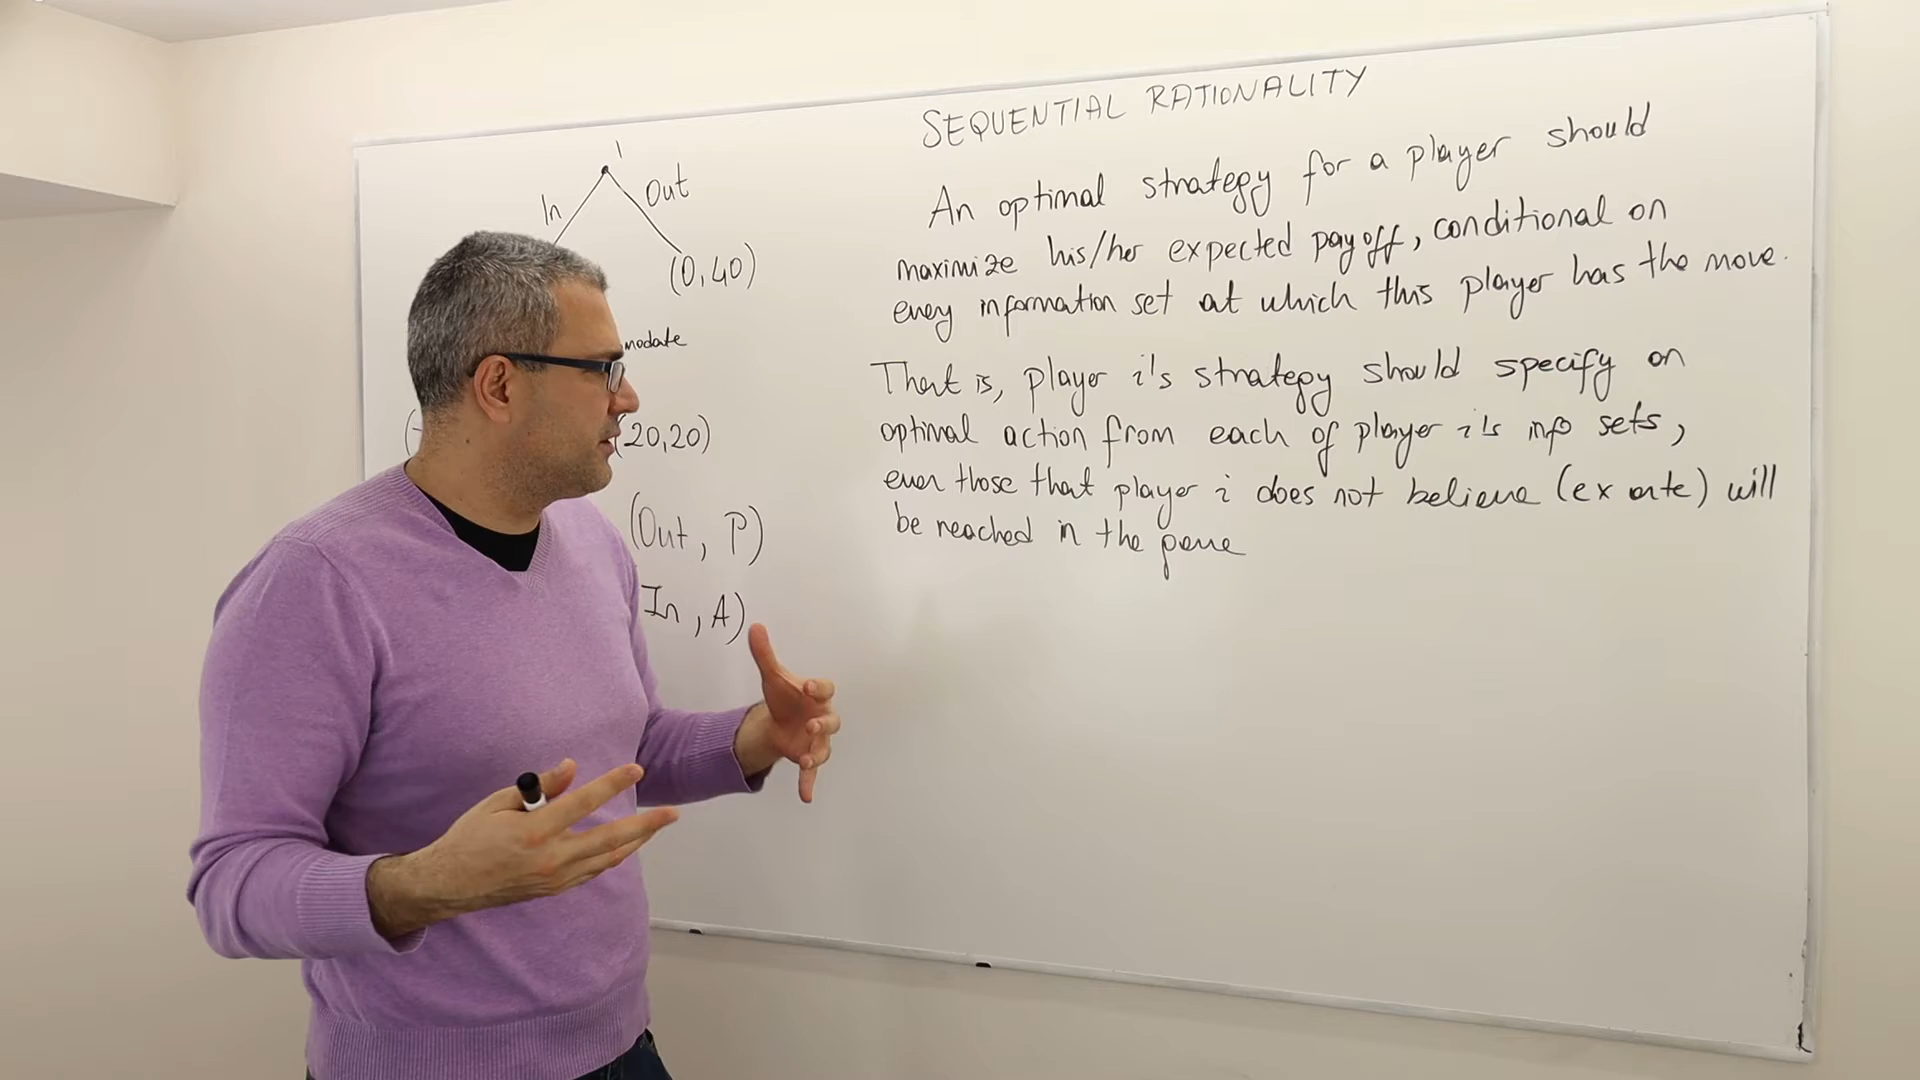 1
In
Out
(0,40)
modate
(-
(20,20)
(Out, P)
In, A)
SEQUENTIAL RATIONALITY
An optimal strategy for a player should
maximize his/her expected payoff, conditional on
every information set at which this player has the move.
That is, player i's strategy should specify an
optimal action from each of player i's info sets,
even those that player i does not believe (ex ante) will
be reached in the game